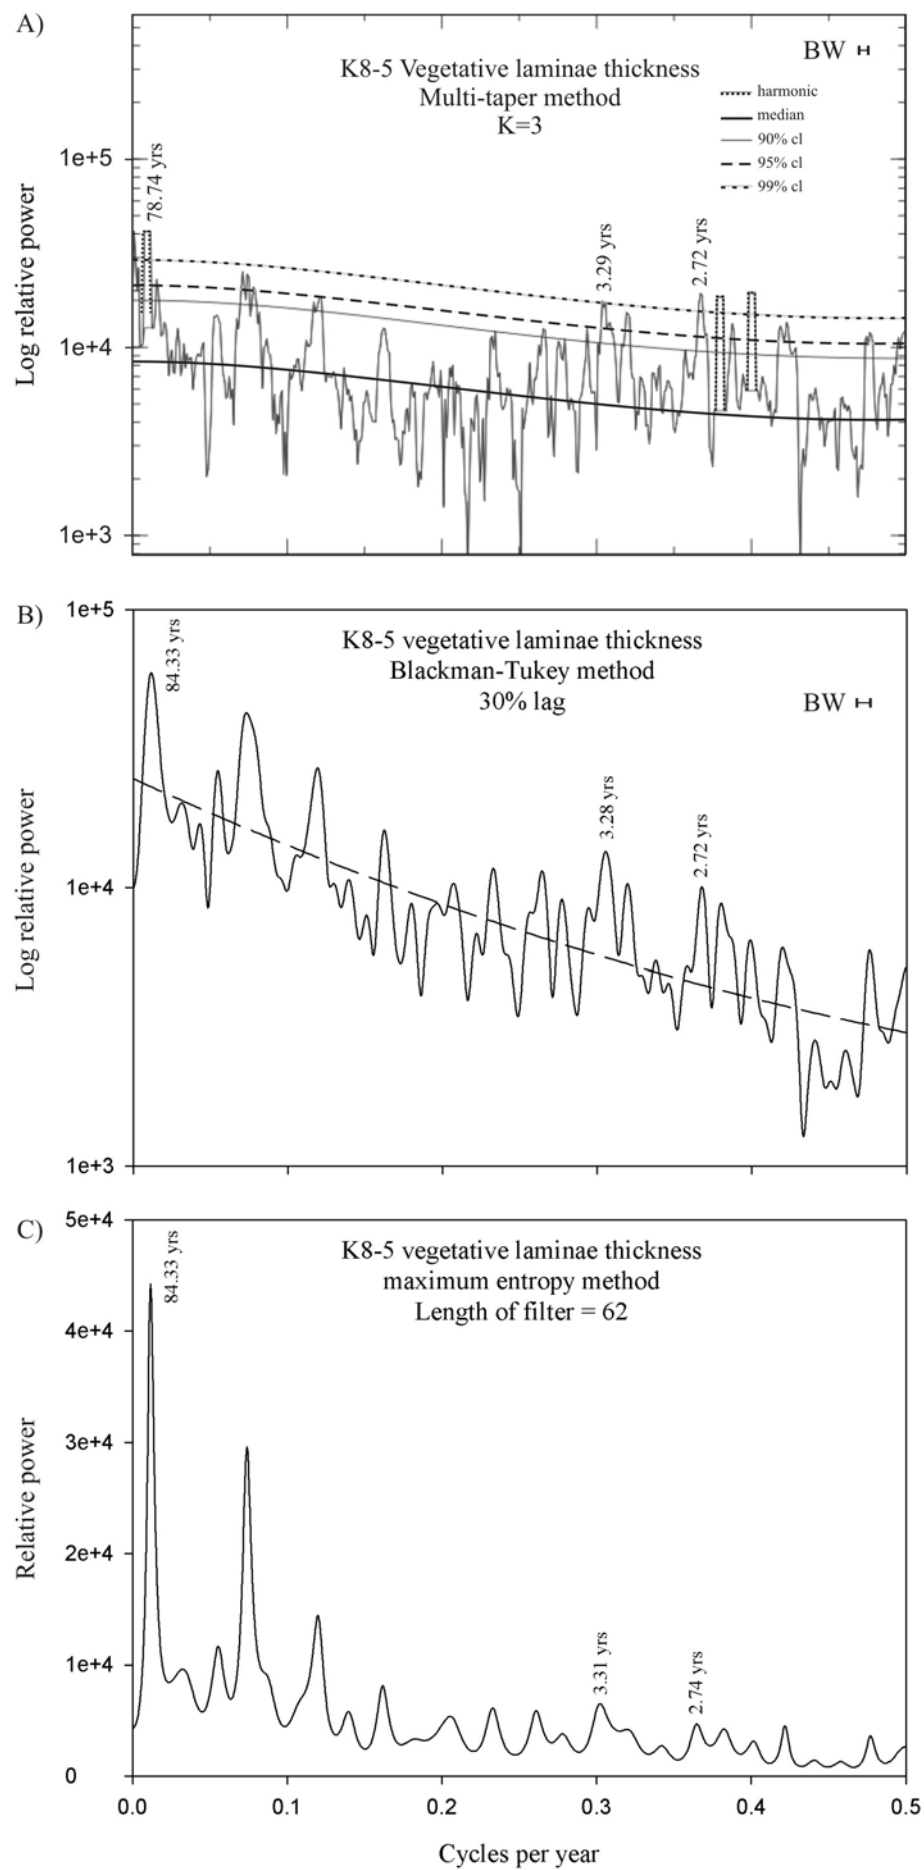 A)
K8-5 Vegetative laminae thickness
Multi-taper method
K=3
BW
harmonic
median
90% cl
95% cl
99% cl
78.74 yrs
3.29 yrs
2.72 yrs
Log relative power
1e+5
1e+4
1e+3
B)
K8-5 vegetative laminae thickness
Blackman-Tukey method
30% lag
BW
84.33 yrs
3.28 yrs
2.72 yrs
Log relative power
1e+5
1e+4
1e+3
C)
K8-5 vegetative laminae thickness
maximum entropy method
Length of filter = 62
84.33 yrs
3.31 yrs
2.74 yrs
Relative power
5e+4
4e+4
3e+4
2e+4
1e+4
0
0.0 0.1 0.2 0.3 0.4 0.5
Cycles per year